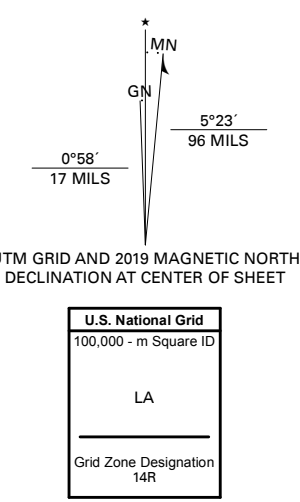 ★
MN
GN
5°23´
96 MILS
0°58´
17 MILS
UTM GRID AND 2019 MAGNETIC NORTH
DECLINATION AT CENTER OF SHEET
U.S. National Grid
100,000 - m Square ID
LA
Grid Zone Designation
14R